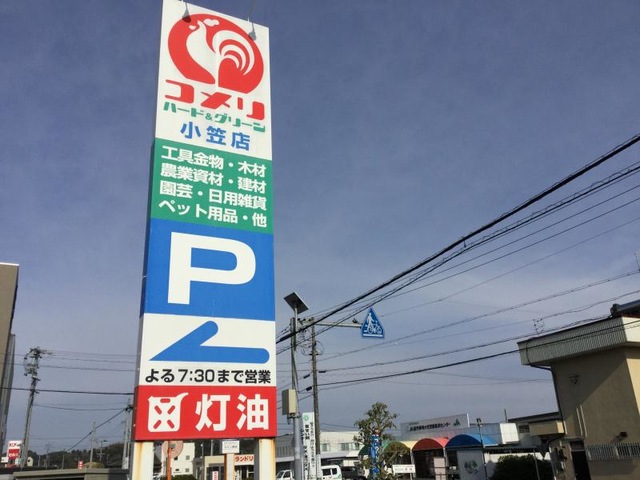 コメリ
ハード&グリーン
小笠店
工具金物・木材
農業資材・建材
園芸・日用雑貨
ペット用品・他
P
よる7:30まで営業
灯油